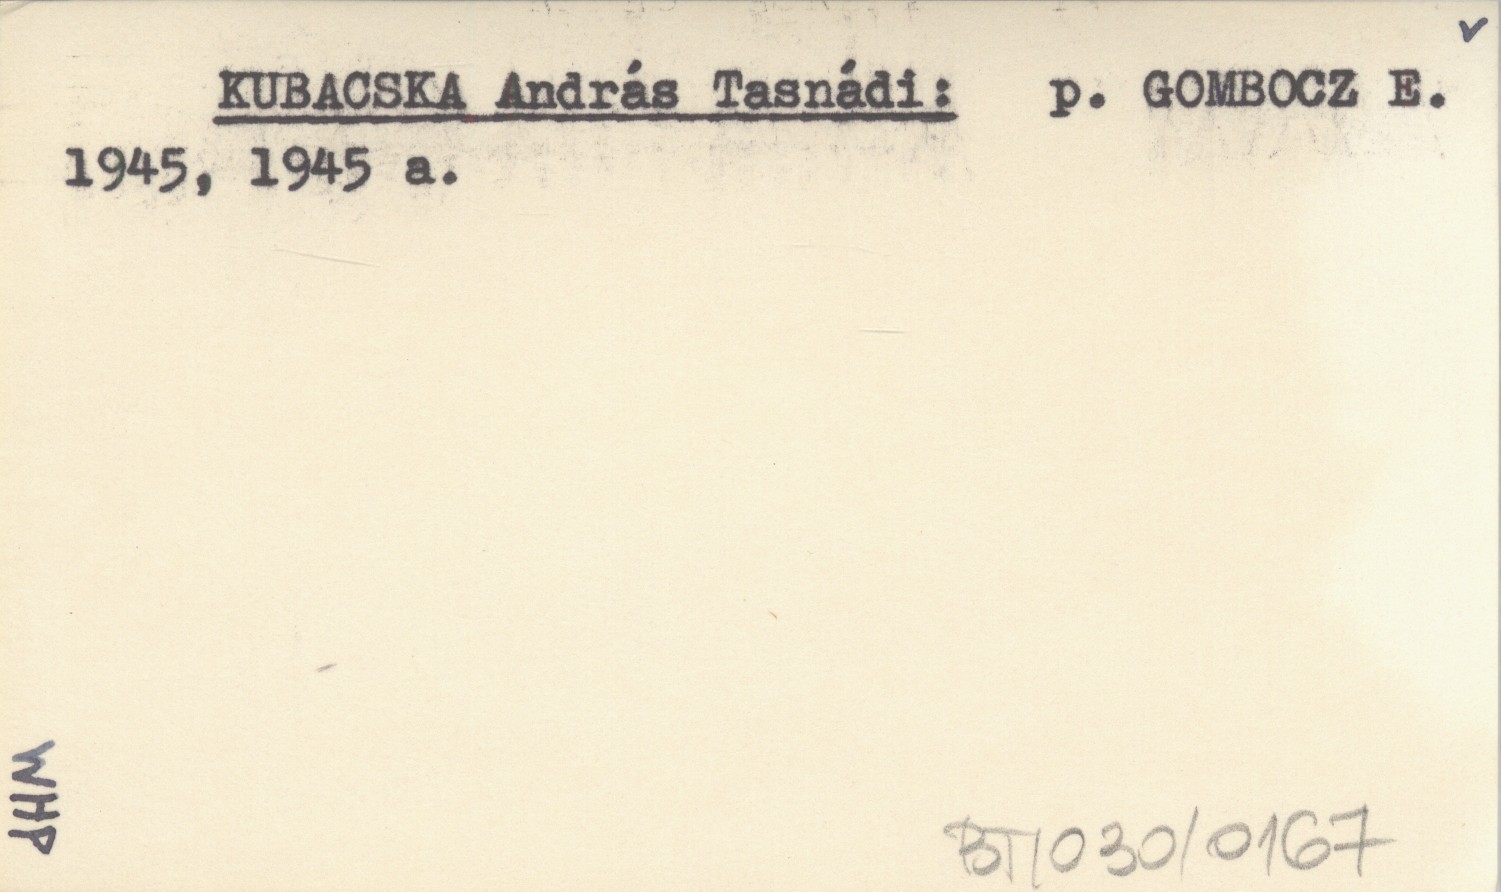 KUBACSKA András Tasnádi: p. GOMBOCZ E.
1945, 1945 a.
WHP
BT/030/0167